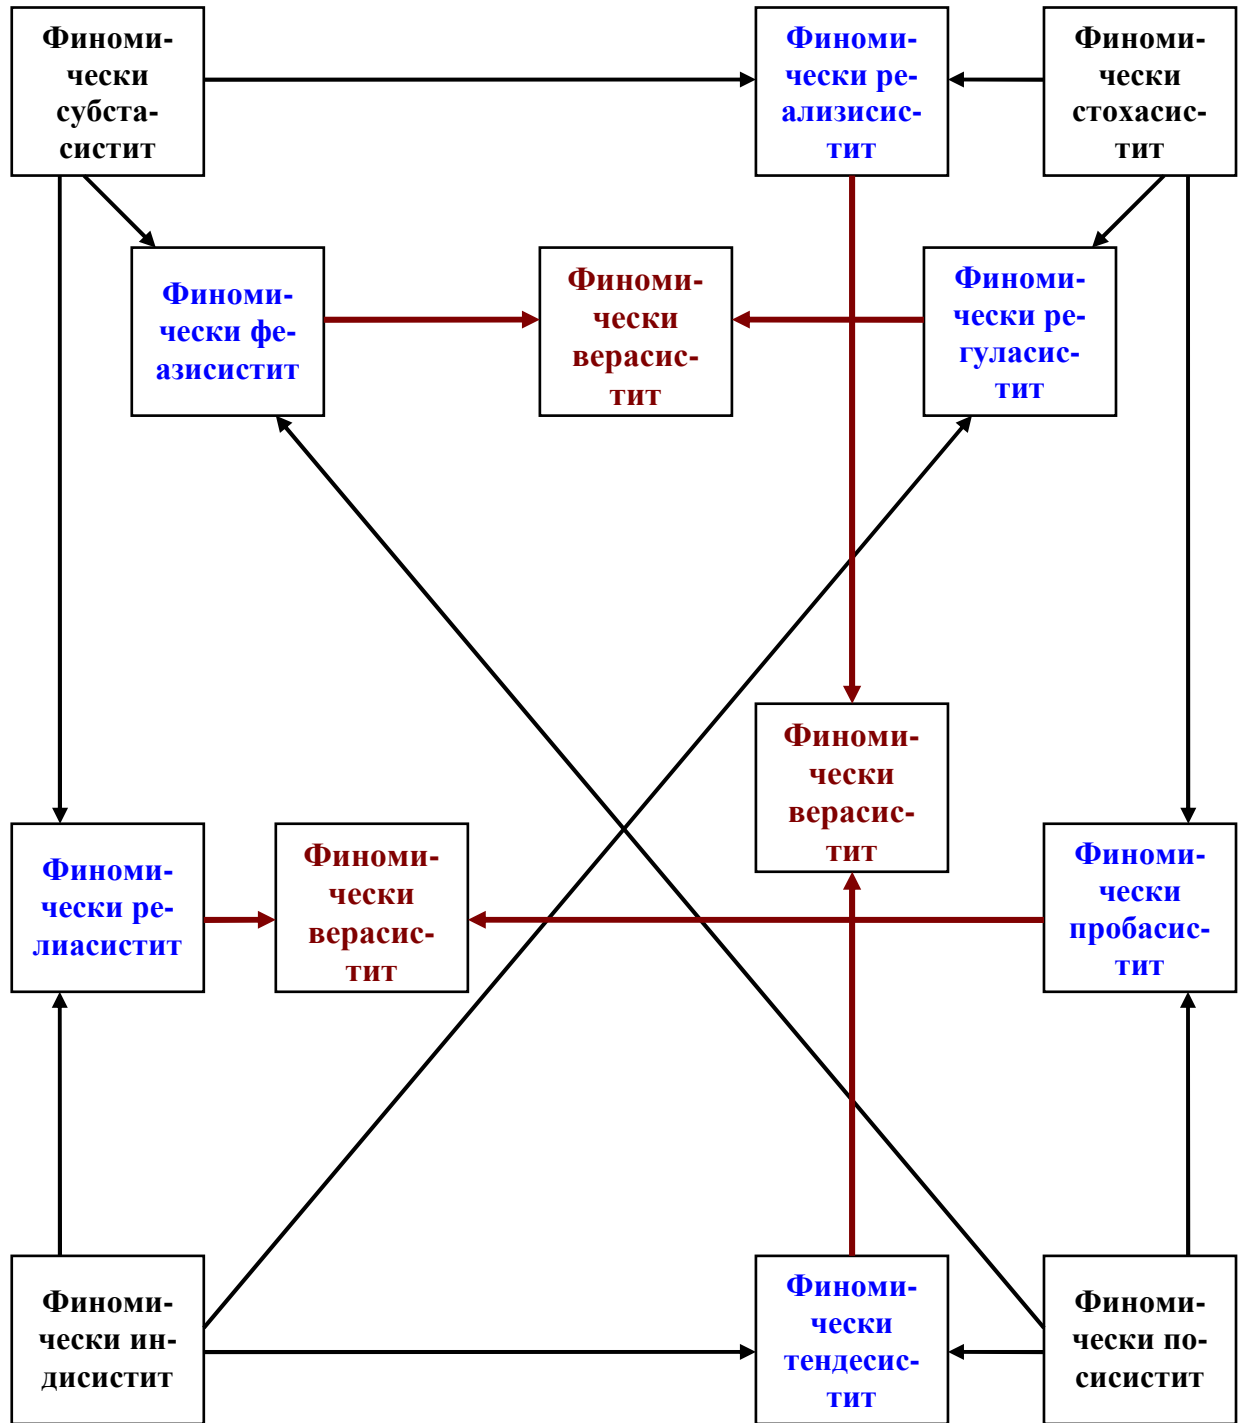 Финоми-
чески
субста-
систит
Финоми-
чески ре-
ализисис-
тит
Финоми-
чески
стохасис-
тит
Финоми-
чески фе-
азисистит
Финоми-
чески
верасис-
тит
Финоми-
чески ре-
гуласис-
тит
Финоми-
чески
верасис-
тит
Финоми-
чески ре-
лиасистит
Финоми-
чески
верасис-
тит
Финоми-
чески
пробасис-
тит
Финоми-
чески ин-
дисистит
Финоми-
чески
тендесис-
тит
Финоми-
чески по-
сисистит